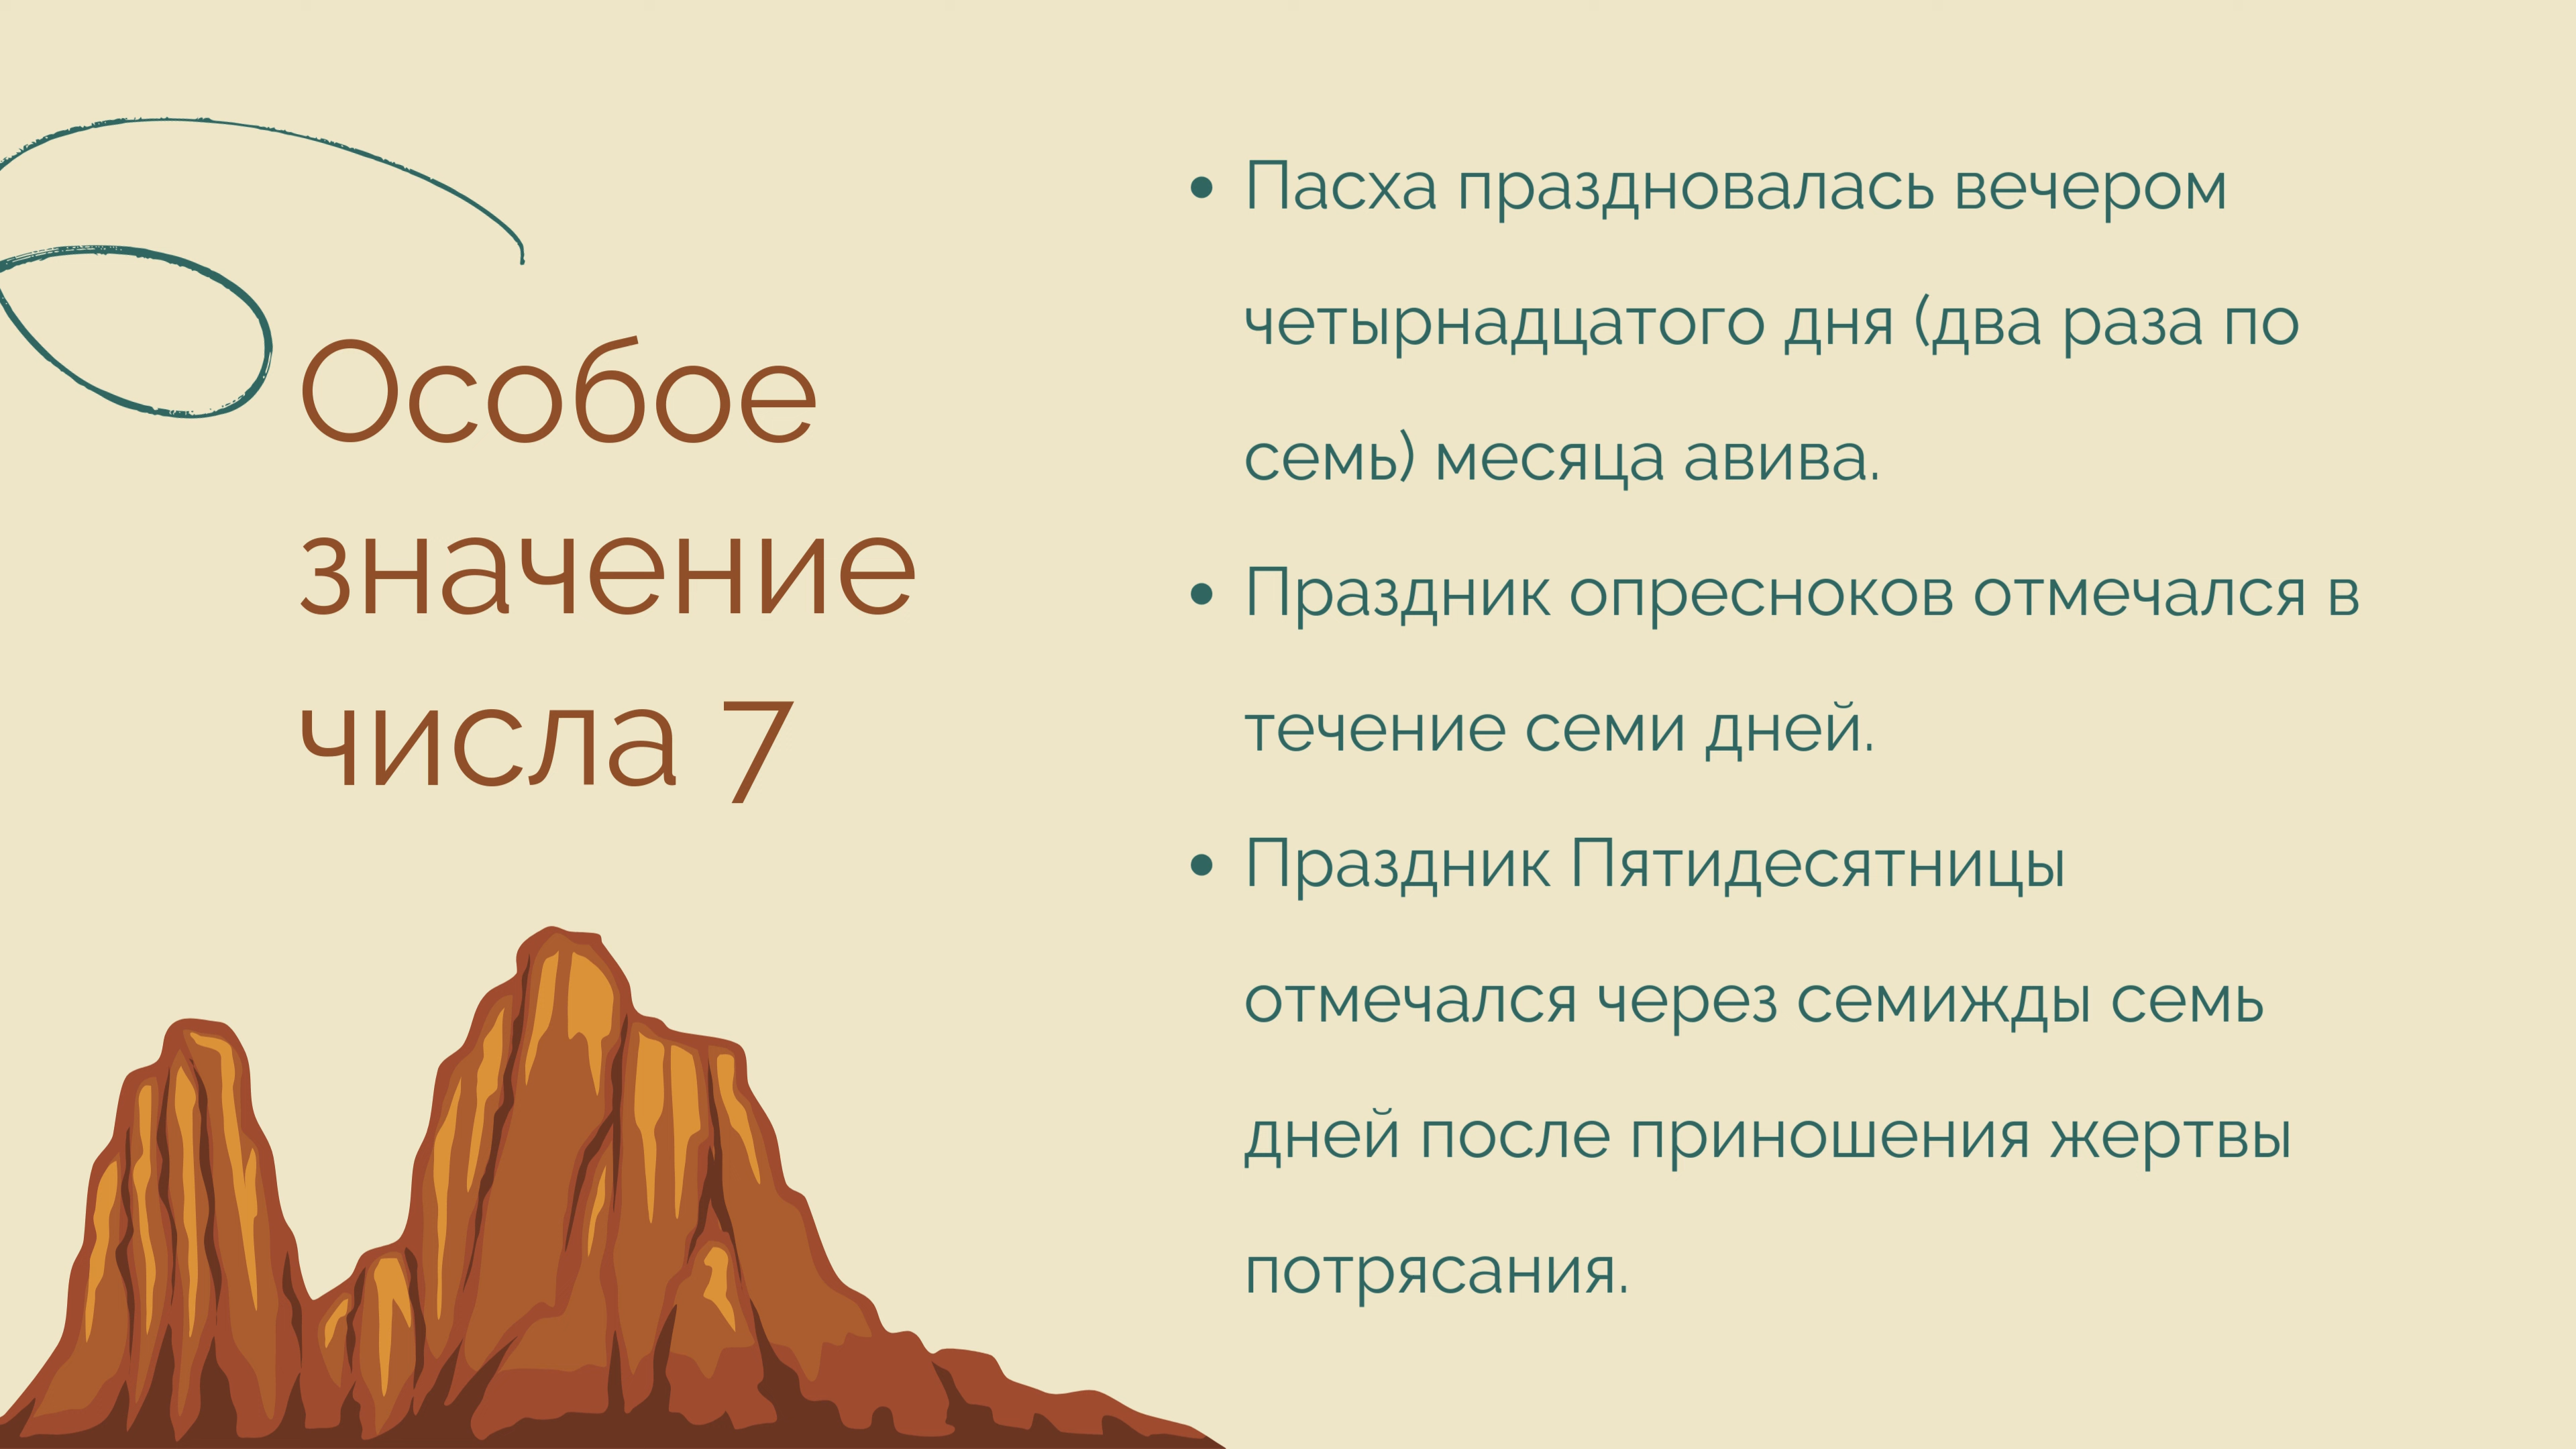 Особое
значение
числа 7
• Пасха праздновалась вечером
четырнадцатого дня (два раза по
семь) месяца авива.
• Праздник опресноков отмечался в
течение семи дней.
• Праздник Пятидесятницы
отмечался через семижды семь
дней после приношения жертвы
потрясания.